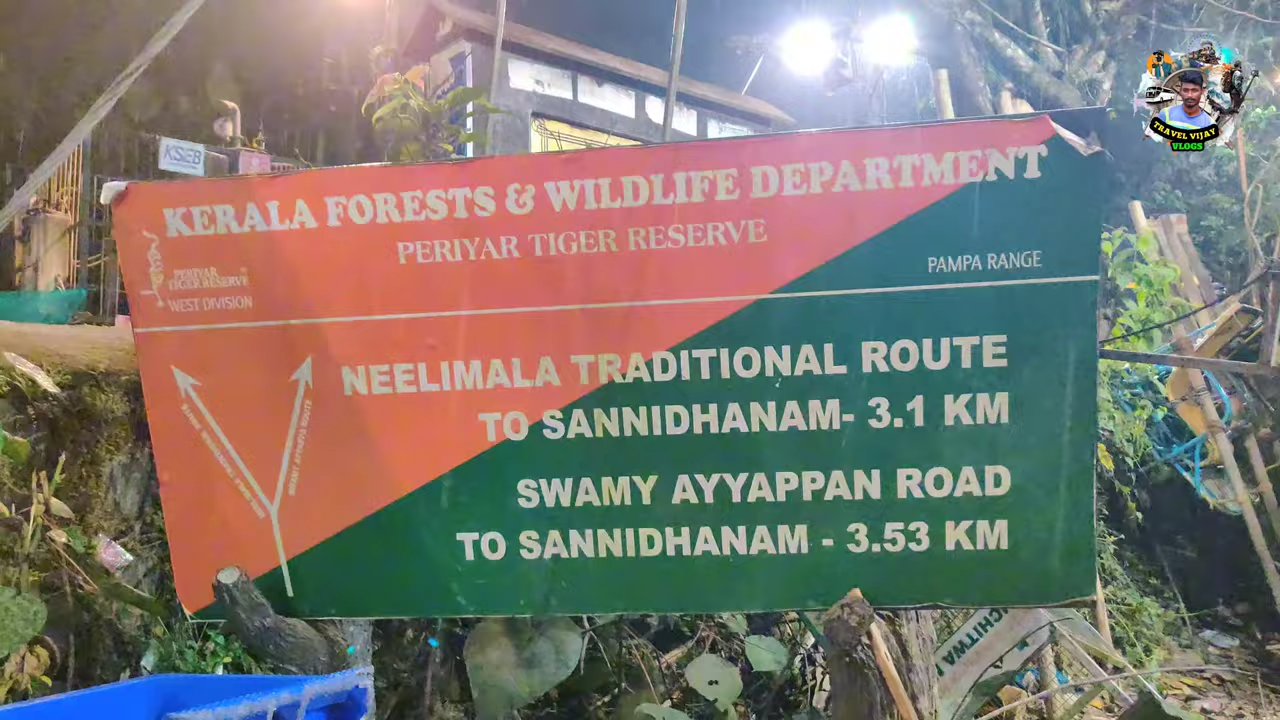 KSEB
TRAVEL VIJAY
VLOGS
KERALA FORESTS & WILDLIFE DEPARTMENT
PERIYAR TIGER RESERVE
PERIYAR
TIGER RESERVE
WEST DIVISION
PAMPA RANGE
NEELIMALA TRADITIONAL ROUTE
TO SANNIDHANAM- 3.1 KM
SWAMY AYYAPPAN ROAD
TO SANNIDHANAM - 3.53 KM